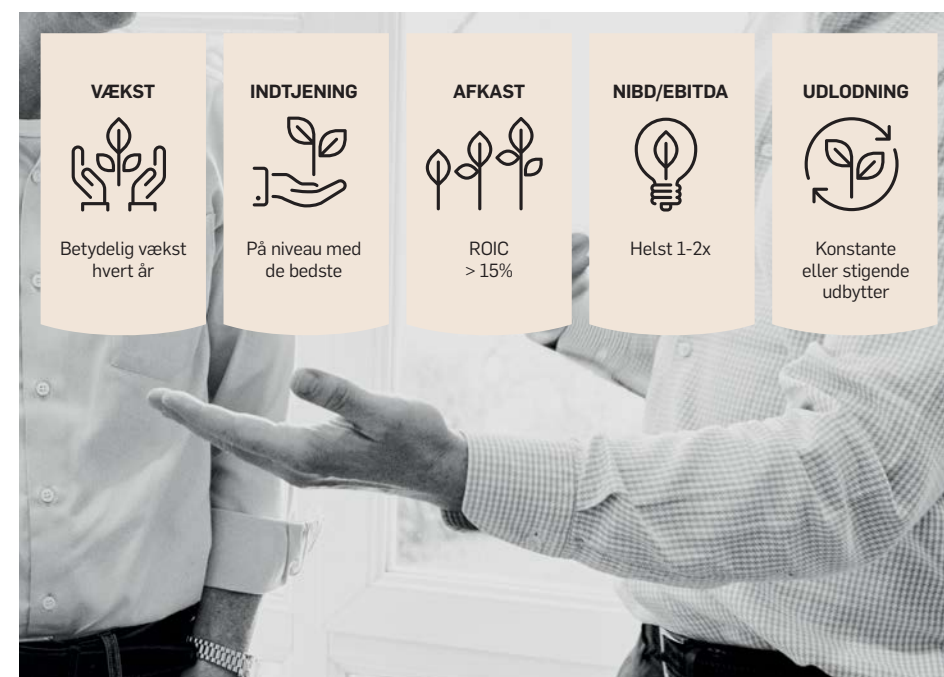 VÆKST
Betydelig vækst
hvert år
INDTJENING
På niveau med
de bedste
AFKAST
ROIC
> 15%
NIBD/EBITDA
Helst 1-2x
UDLODNING
Konstante
eller stigende
udbytter